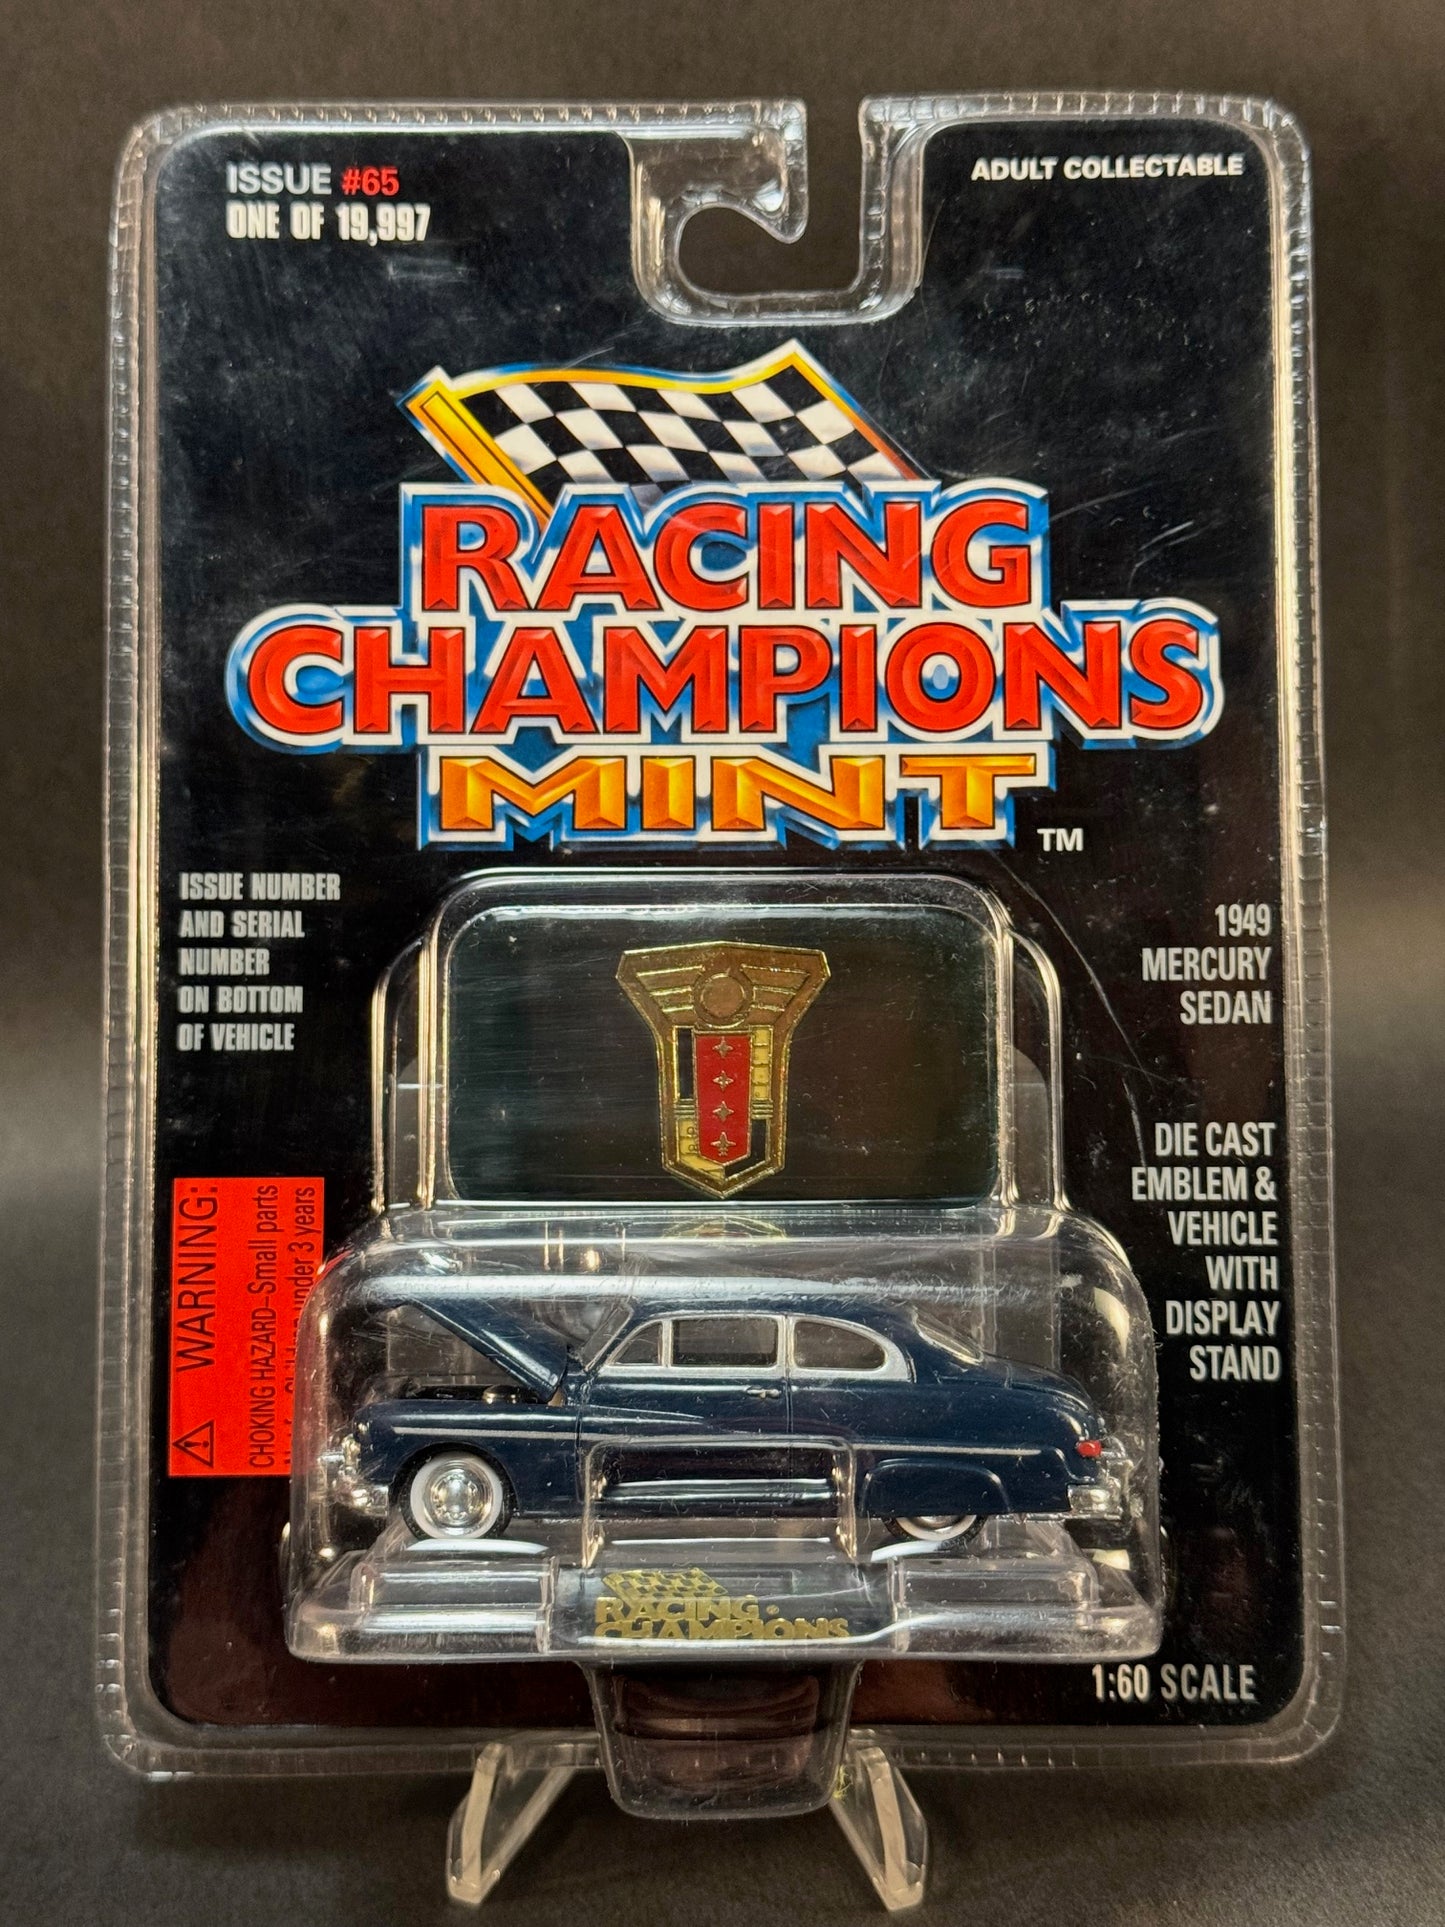 ISSUE #65
ONE OF 19,997
ADULT COLLECTABLE
RACING
CHAMPIONS
MINT
TM
ISSUE NUMBER
AND SERIAL
NUMBER
ON BOTTOM
OF VEHICLE
1949
MERCURY
SEDAN
DIE CAST
EMBLEM &
VEHICLE
WITH
DISPLAY
STAND
WARNING:
CHOKING HAZARD–Small parts
under 3 years
RACING
CHAMPIONS
1:60 SCALE